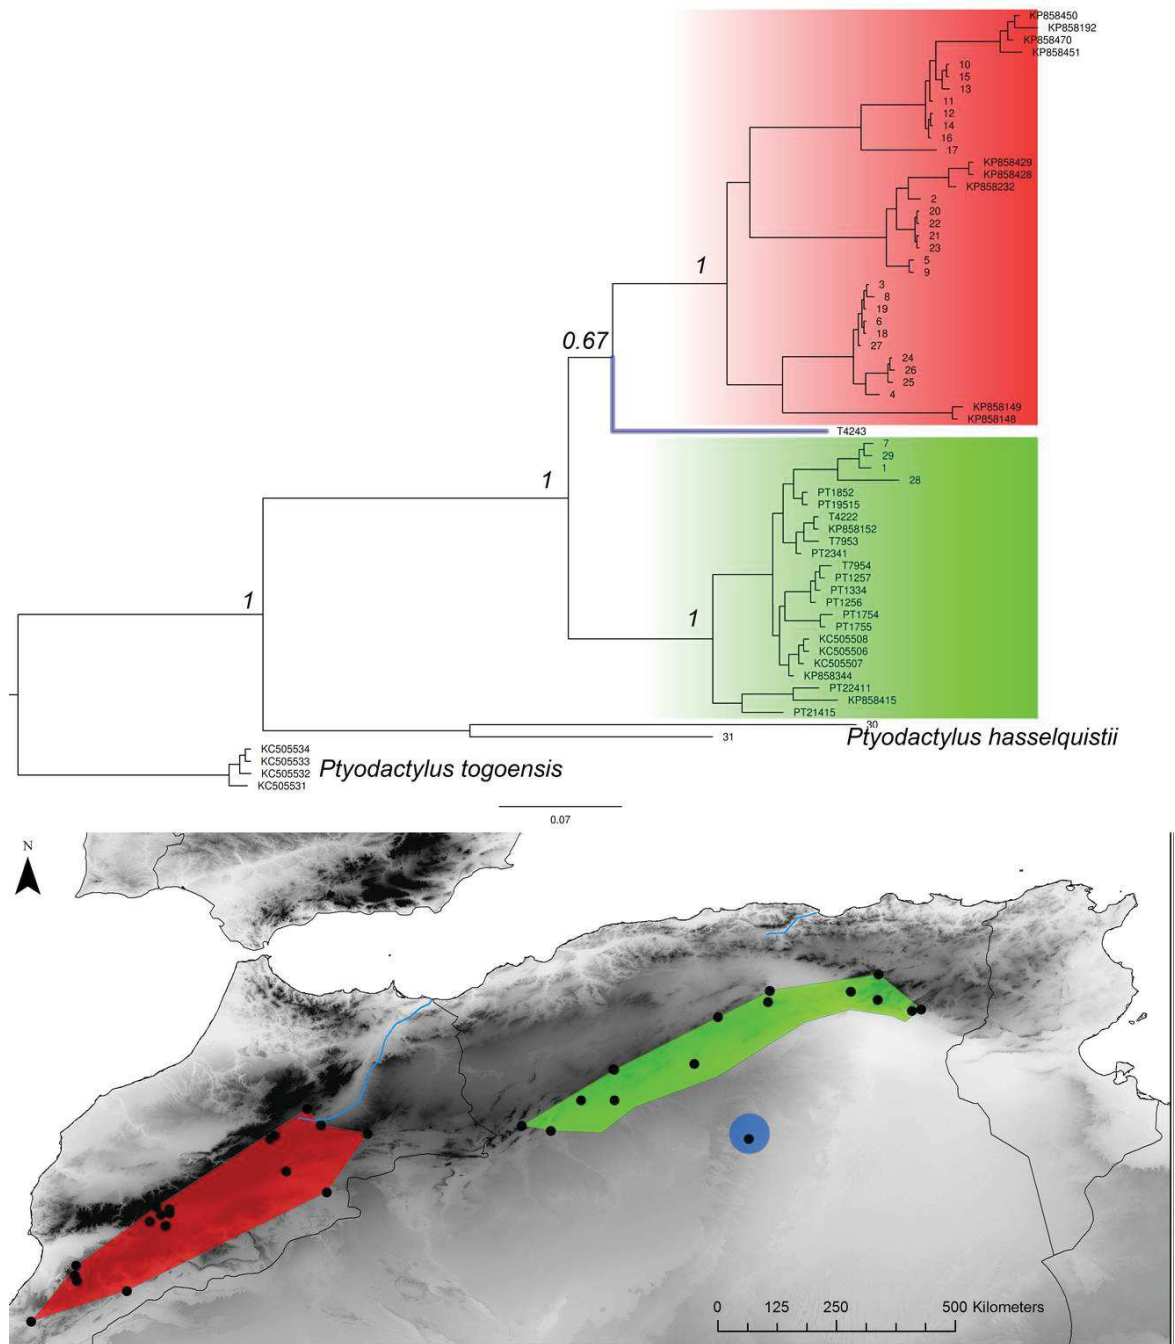 KP858450
KP858192
KP858470
KP858451
10
15
13
11
12
14
16
17
KP858429
KP858428
KP858232
2
20
22
21
23
5
9
1
3
8
19
6
18
27
0.67
24
26
25
4
KP858149
KP858148
T4243
7
29
1
28
1
PT1852
PT19515
T4222
KP858152
T7953
PT2341
T7954
PT1257
PT1334
1
PT1256
1
PT1754
PT1755
KC505508
KC505506
KC505507
KP858344
PT22411
KP858415
PT21415
30
31
Ptyodactylus hasselquistii
KC505534
KC505533
KC505532
KC505531
Ptyodactylus togoensis
0.07
N
0 125 250 500 Kilometers